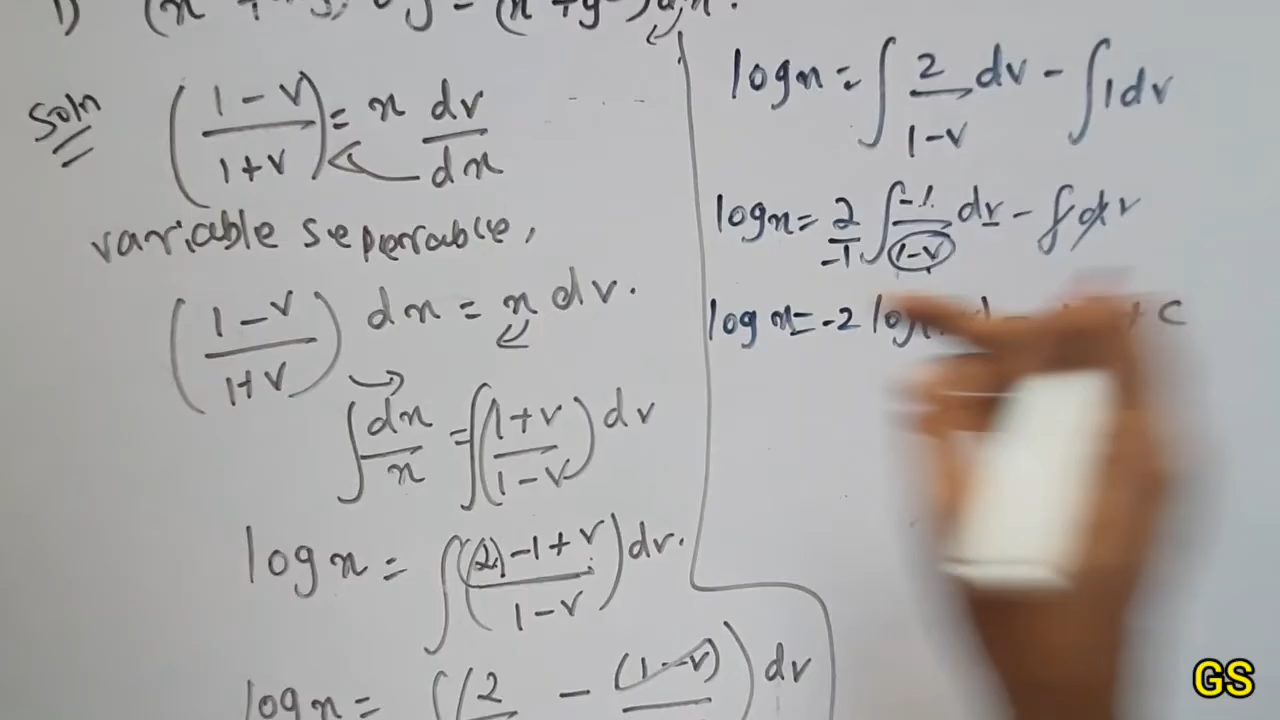 1)
Soln (1-v / 1+v) = x dv/dx
variable seperable,
(1-v / 1+v) dx = x dv.
∫ dx/x = ∫ (1+v / 1-v) dv
log x = ∫ ((2)-1+v / 1-v) dv.
log x = (2 - (1-v)) dv
log x = ∫ 2/1-v dv - ∫ 1 dv
log x = 2/-1 ∫ -1/1-v dv - ∫ dv
log x = -2 log + c
GS